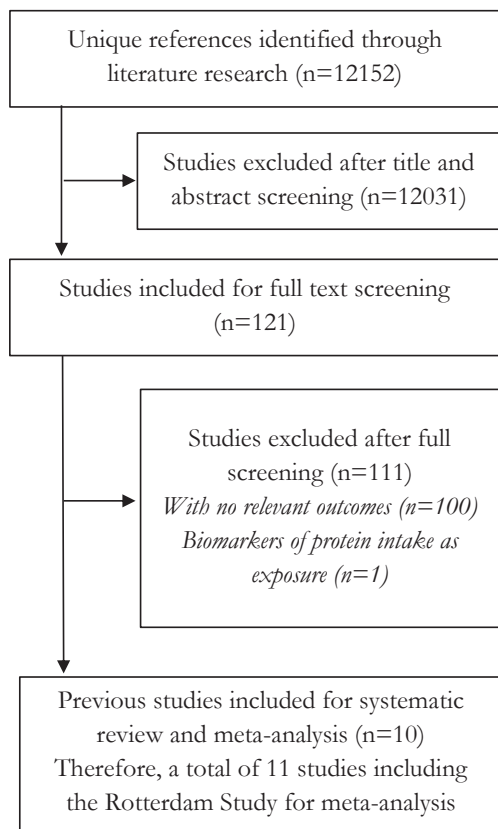 Unique references identified through
literature research (n=12152)
Studies excluded after title and
abstract screening (n=12031)
Studies included for full text screening
(n=121)
Studies excluded after full
screening (n=111)
With no relevant outcomes (n=100)
Biomarkers of protein intake as
exposure (n=1)
Previous studies included for systematic
review and meta-analysis (n=10)
Therefore, a total of 11 studies including
the Rotterdam Study for meta-analysis